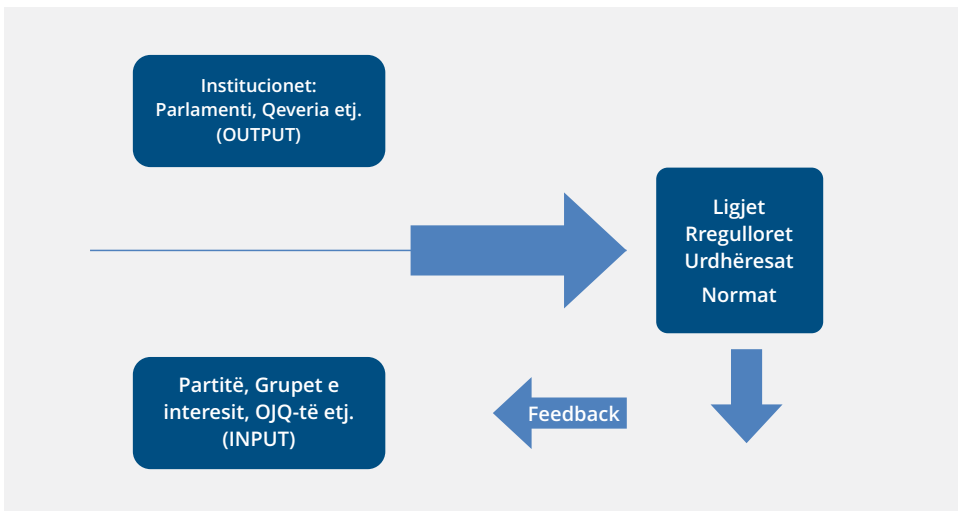 Institucionet:
Parlamenti, Qeveria etj.
(OUTPUT)
Ligjet
Rregulloret
Urdhëresat
Normat
Partitë, Grupet e
interesit, OJQ-të etj.
(INPUT)
Feedback